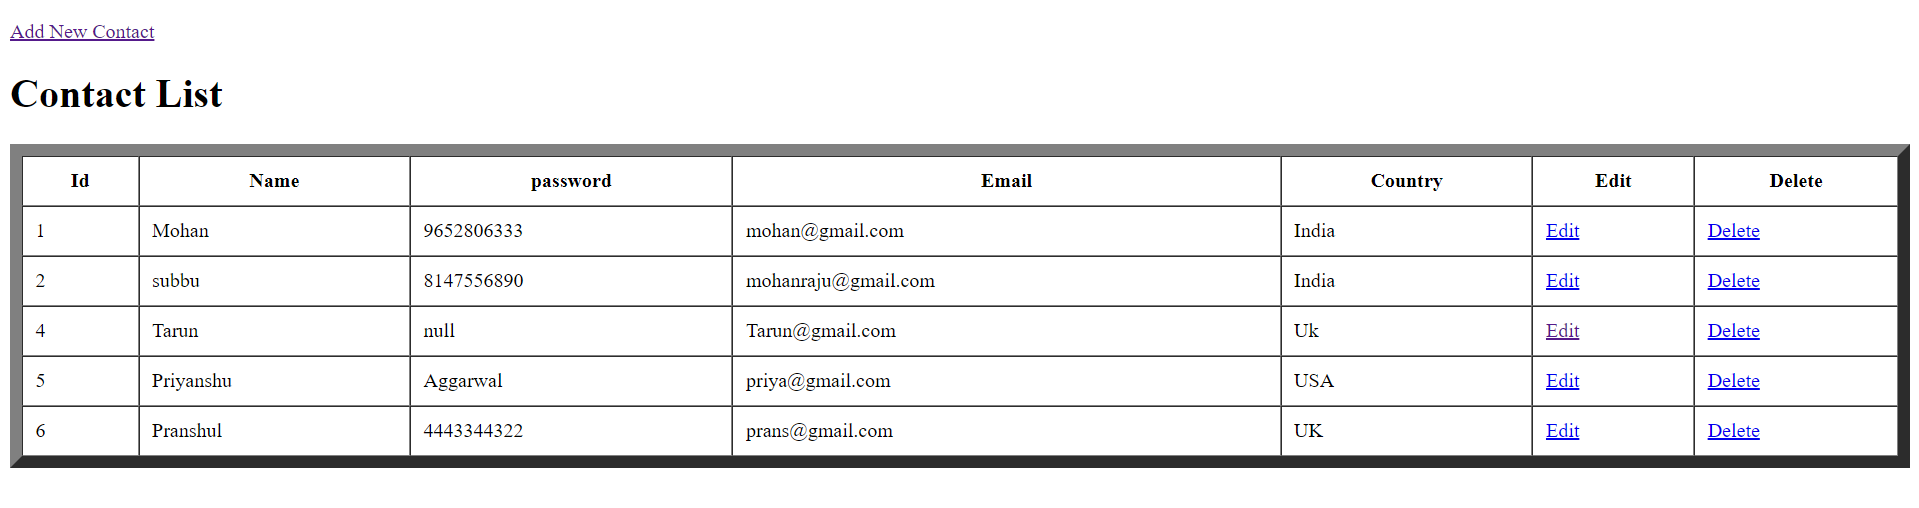 Add New Contact
Contact List
Id Name password Email Country Edit Delete
1 Mohan 9652806333 mohan@gmail.com India Edit Delete
2 subbu 8147556890 mohanraju@gmail.com India Edit Delete
4 Tarun null Tarun@gmail.com Uk Edit Delete
5 Priyanshu Aggarwal priya@gmail.com USA Edit Delete
6 Pranshul 4443344322 prans@gmail.com UK Edit Delete